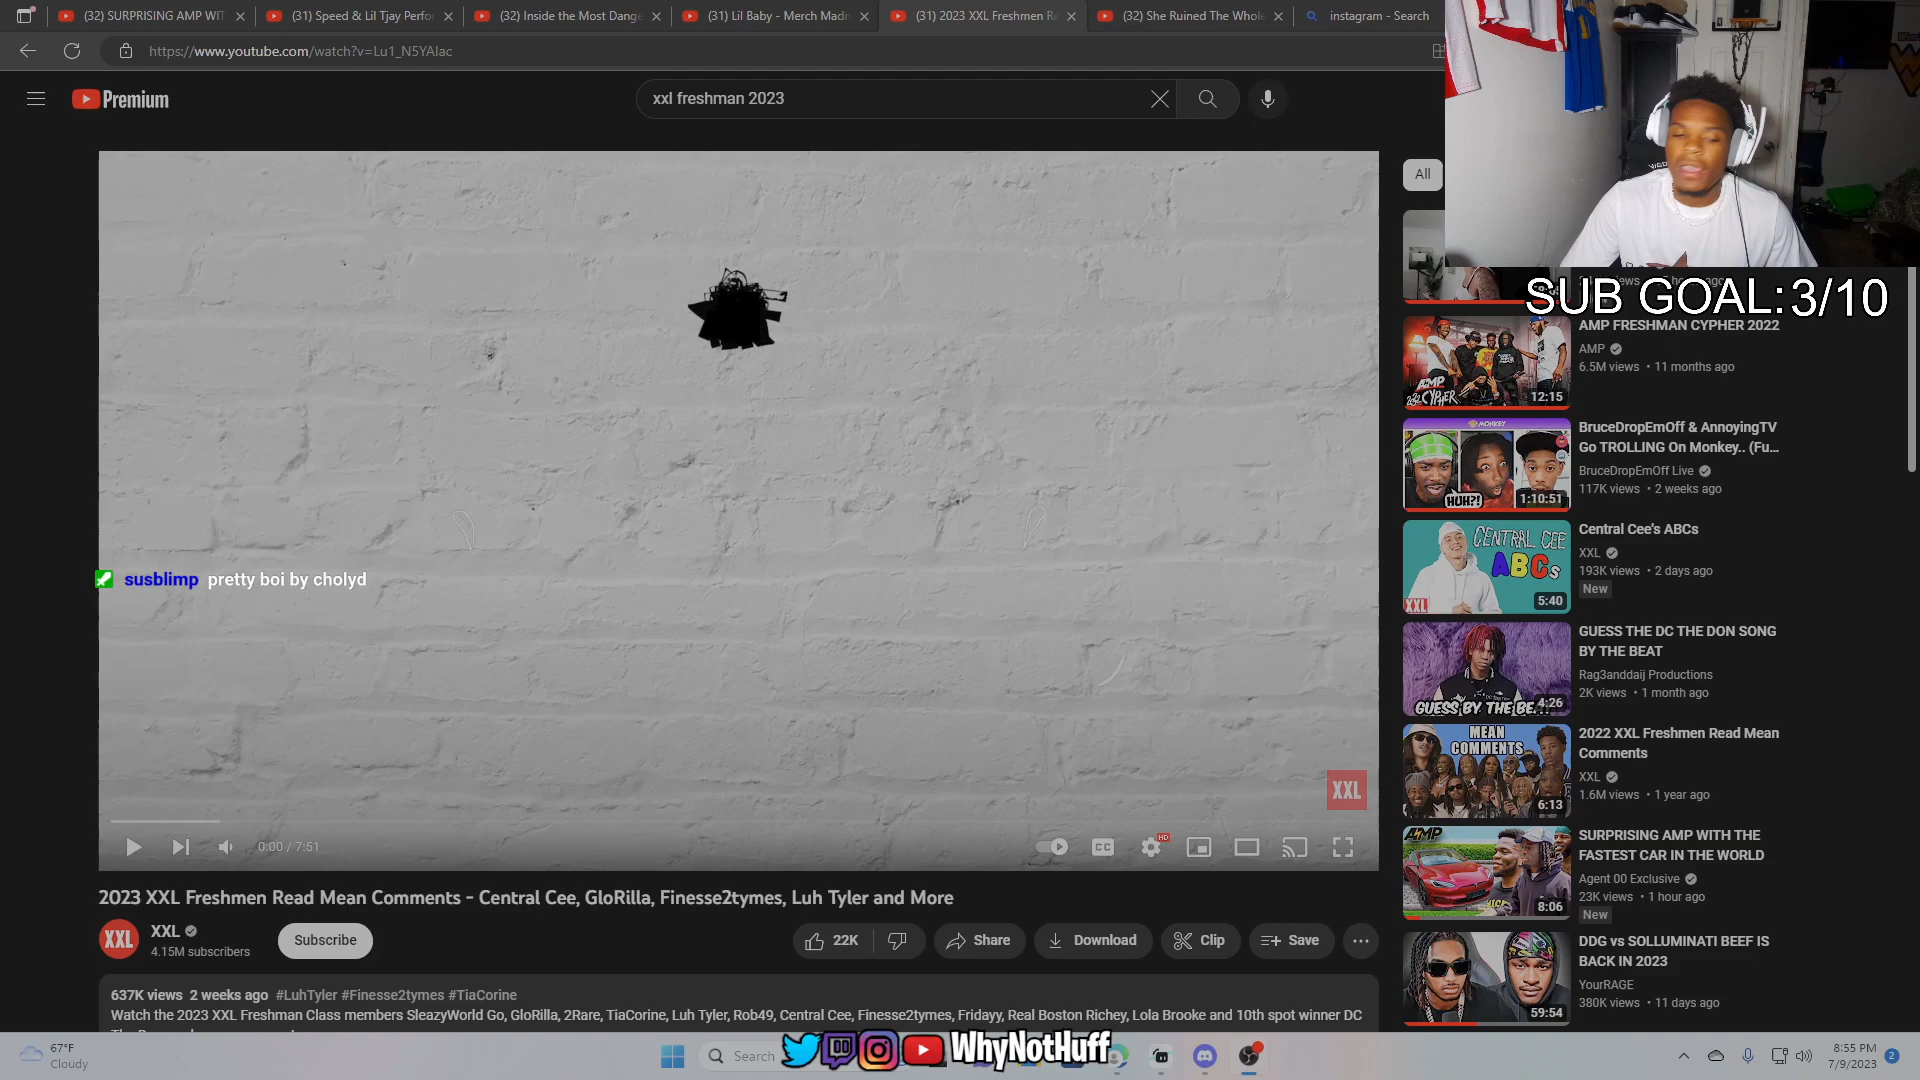 (32) SURPRISING AMP WIT
(31) Speed & Lil Tjay Perfo
(32) Inside the Most Dange
(31) Lil Baby - Merch Madn
(31) 2023 XXL Freshmen Re
(32) She Ruined The Whole
instagram - Search
https://www.youtube.com/watch?v=Lu1_N5YAlac
Premium
xxl freshman 2023
All
SUB GOAL: 3/10
AMP FRESHMAN CYPHER 2022
AMP
6.5M views • 11 months ago
AMP
CYPHER
12:15
BruceDropEmOff & AnnoyingTV
Go TROLLING On Monkey.. (Fu...
BruceDropEmOff Live
117K views • 2 weeks ago
MONKEY
HUH?!
1:10:51
Central Cee's ABCs
XXL
193K views • 2 days ago
New
CENTRAL CEE
ABCs
XXL
5:40
susblimp pretty boi by cholyd
GUESS THE DC THE DON SONG
BY THE BEAT
Rag3anddaij Productions
2K views • 1 month ago
GUESS BY THE BE
4:26
2022 XXL Freshmen Read Mean
Comments
XXL
1.6M views • 1 year ago
MEAN
COMMENTS
6:13
XXL
0:00 / 7:51
CC
HD
SURPRISING AMP WITH THE
FASTEST CAR IN THE WORLD
Agent 00 Exclusive
23K views • 1 hour ago
New
AMP
8:06
2023 XXL Freshmen Read Mean Comments - Central Cee, GloRilla, Finesse2tymes, Luh Tyler and More
XXL
XXL
4.15M subscribers
Subscribe
22K
Share
Download
Clip
Save
DDG vs SOLLUMINATI BEEF IS
BACK IN 2023
YourRAGE
380K views • 11 days ago
59:54
637K views 2 weeks ago #LuhTyler #Finesse2tymes #TiaCorine
Watch the 2023 XXL Freshman Class members SleazyWorld Go, GloRilla, 2Rare, TiaCorine, Luh Tyler, Rob49, Central Cee, Finesse2tymes, Fridayy, Real Boston Richey, Lola Brooke and 10th spot winner DC
67°F
Cloudy
Search
WhyNotHuff
8:55 PM
7/9/2023
2